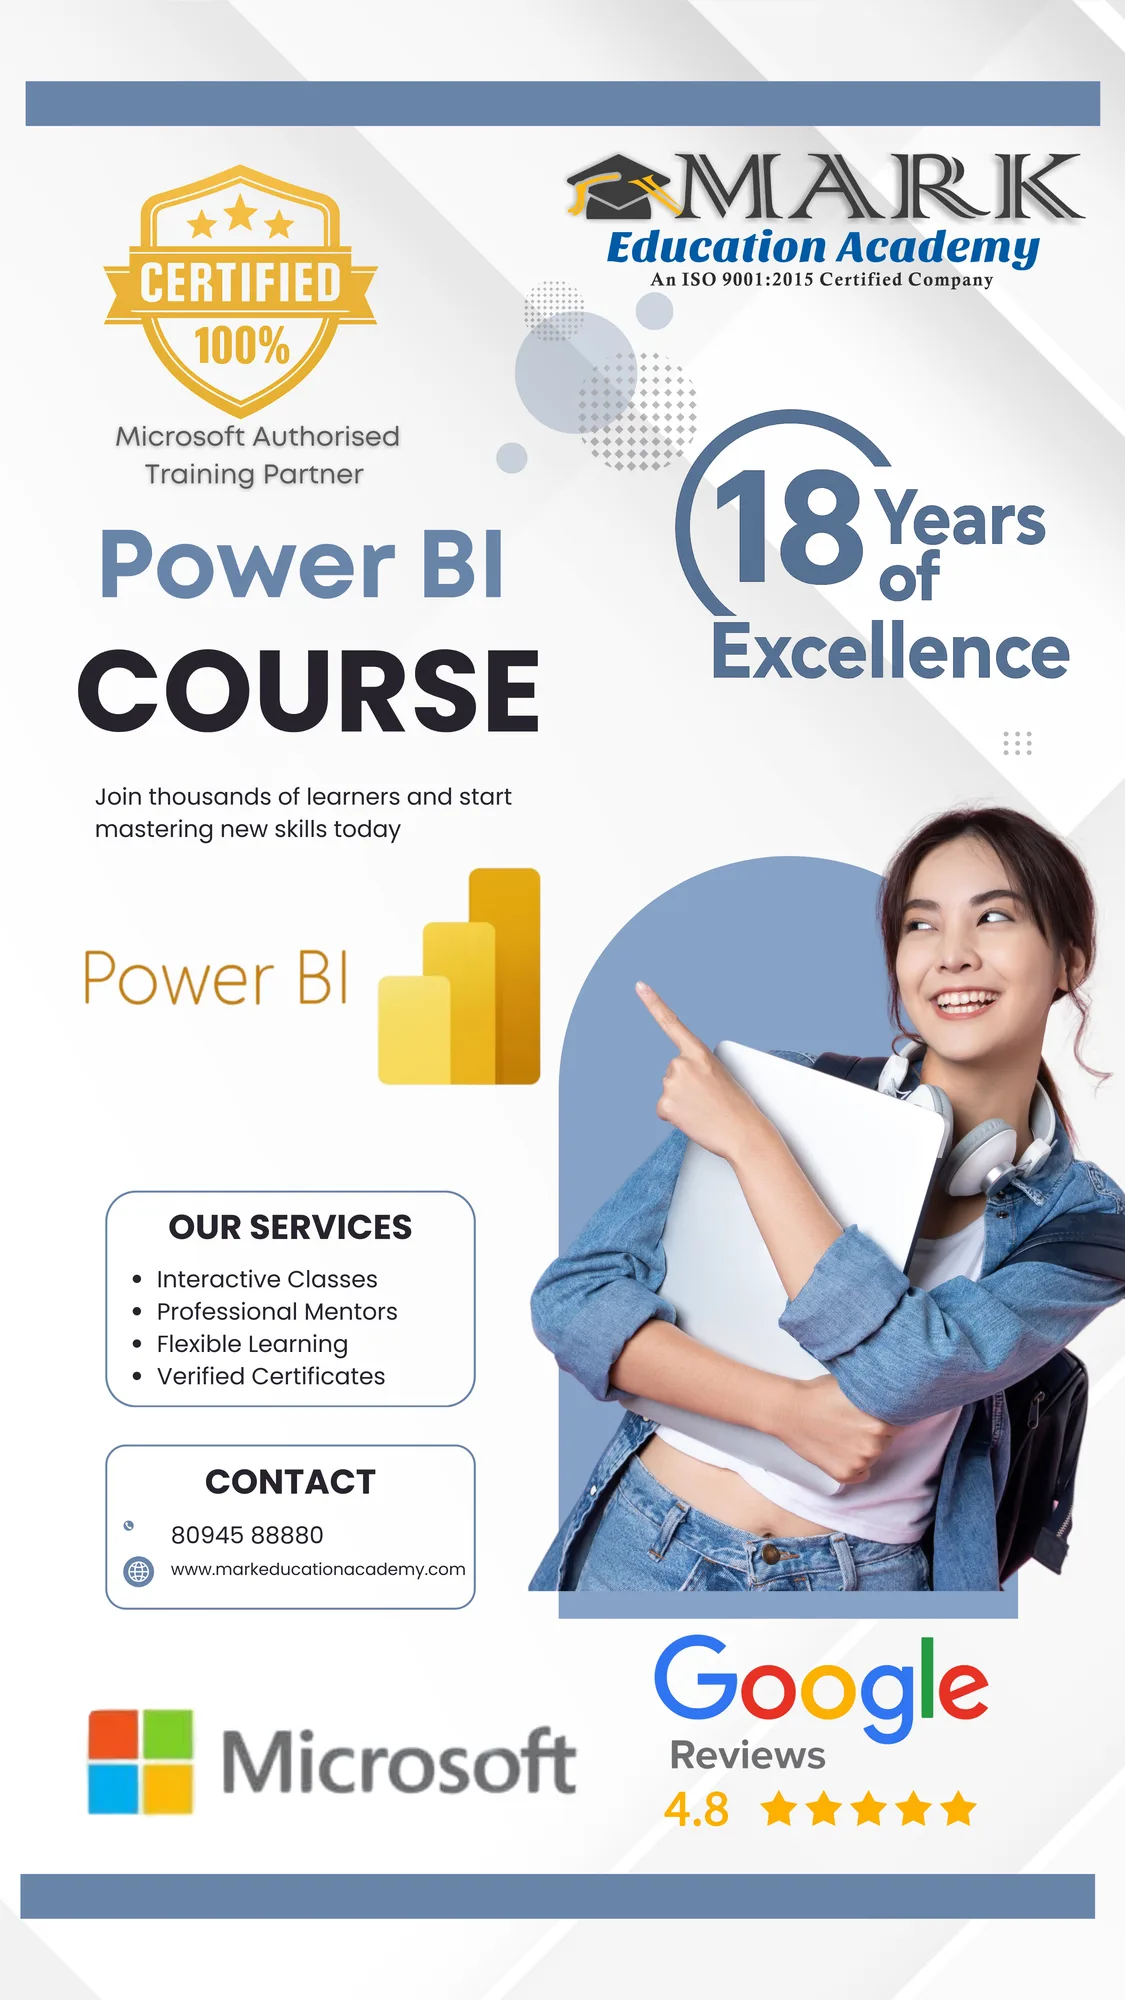 MARK
Education Academy
An ISO 9001:2015 Certified Company
CERTIFIED
100%
Microsoft Authorised
Training Partner
18 Years
of
Excellence
Power BI
COURSE
Join thousands of learners and start
mastering new skills today
Power BI
OUR SERVICES
• Interactive Classes
• Professional Mentors
• Flexible Learning
• Verified Certificates
CONTACT
80945 88880
www.markeducationacademy.com
Microsoft
Google
Reviews
4.8